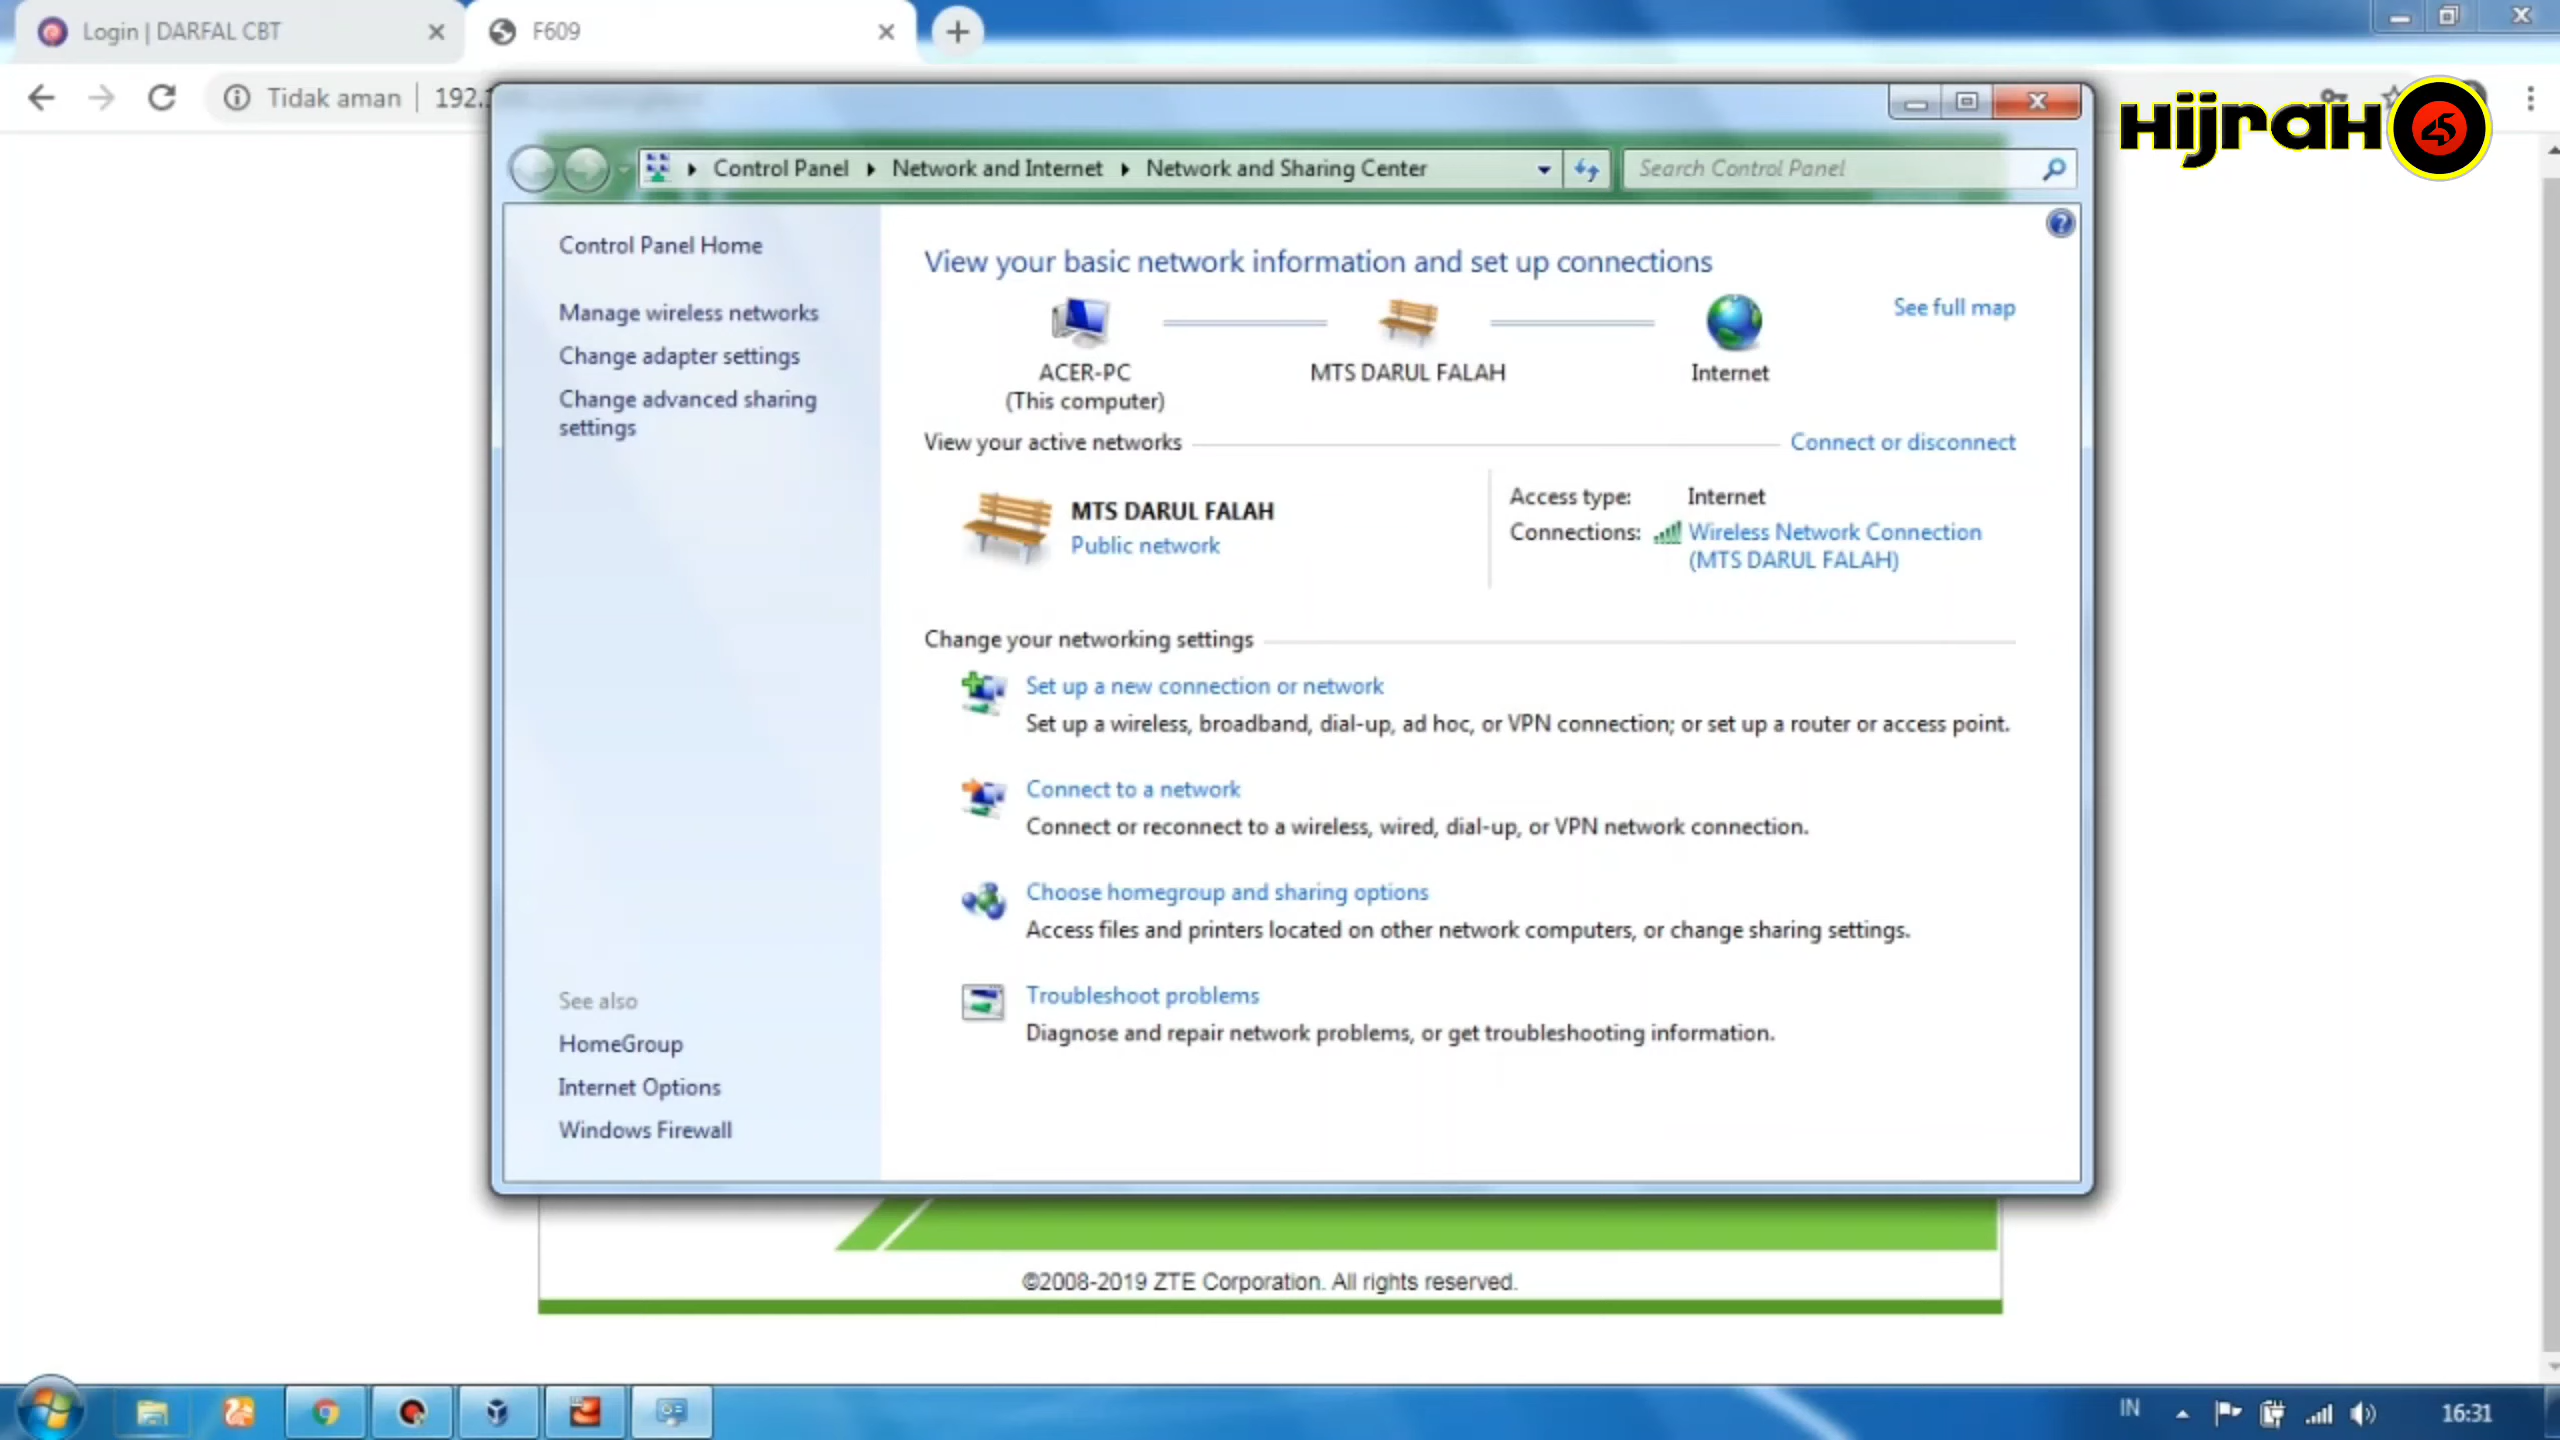 Login | DARFAL CBT
F609
Tidak aman
192.
HijraH 45
Control Panel
Network and Internet
Network and Sharing Center
Search Control Panel
Control Panel Home
Manage wireless networks
Change adapter settings
Change advanced sharing
settings
See also
HomeGroup
Internet Options
Windows Firewall
View your basic network information and set up connections
See full map
ACER-PC
(This computer)
MTS DARUL FALAH
Internet
View your active networks
Connect or disconnect
MTS DARUL FALAH
Public network
Access type: Internet
Connections: Wireless Network Connection
(MTS DARUL FALAH)
Change your networking settings
Set up a new connection or network
Set up a wireless, broadband, dial-up, ad hoc, or VPN connection; or set up a router or access point.
Connect to a network
Connect or reconnect to a wireless, wired, dial-up, or VPN network connection.
Choose homegroup and sharing options
Access files and printers located on other network computers, or change sharing settings.
Troubleshoot problems
Diagnose and repair network problems, or get troubleshooting information.
©2008-2019 ZTE Corporation. All rights reserved.
IN
16:31